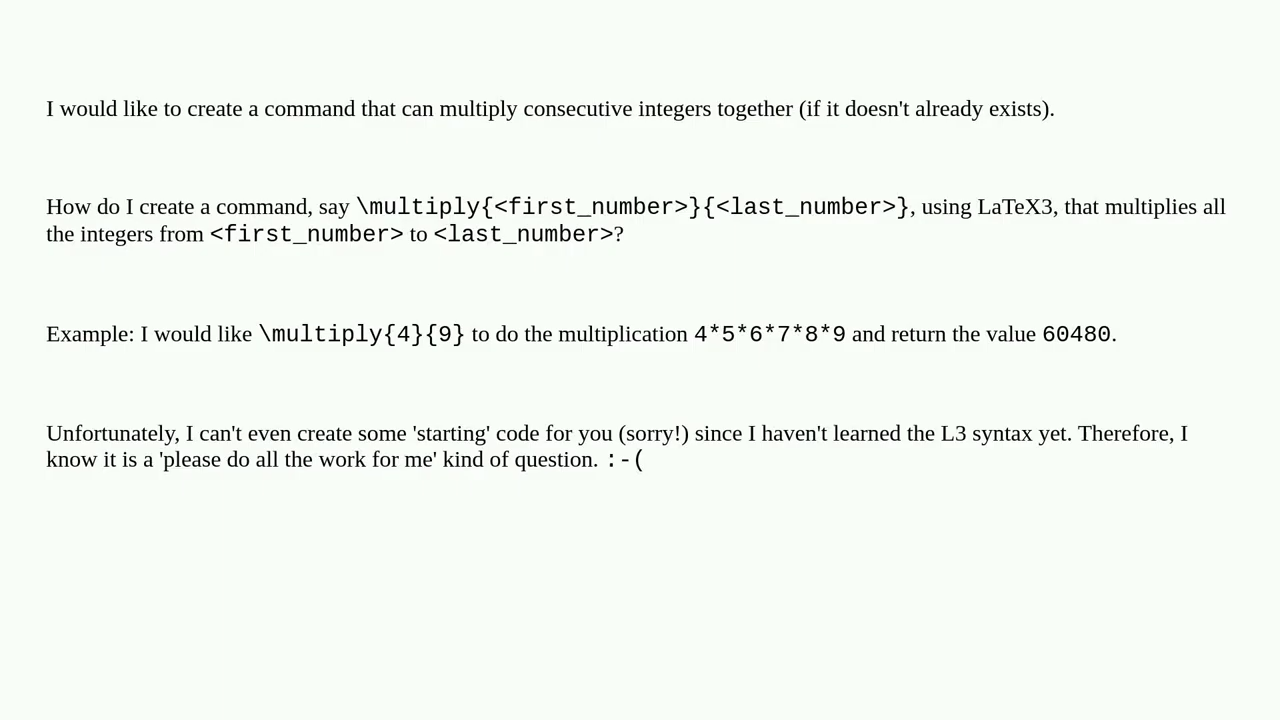 I would like to create a command that can multiply consecutive integers together (if it doesn't already exists).
How do I create a command, say \multiply{<first_number>}{<last_number>}, using LaTeX3, that multiplies all
the integers from <first_number> to <last_number>?
Example: I would like \multiply{4}{9} to do the multiplication 4*5*6*7*8*9 and return the value 60480.
Unfortunately, I can't even create some 'starting' code for you (sorry!) since I haven't learned the L3 syntax yet. Therefore, I
know it is a 'please do all the work for me' kind of question. :-(